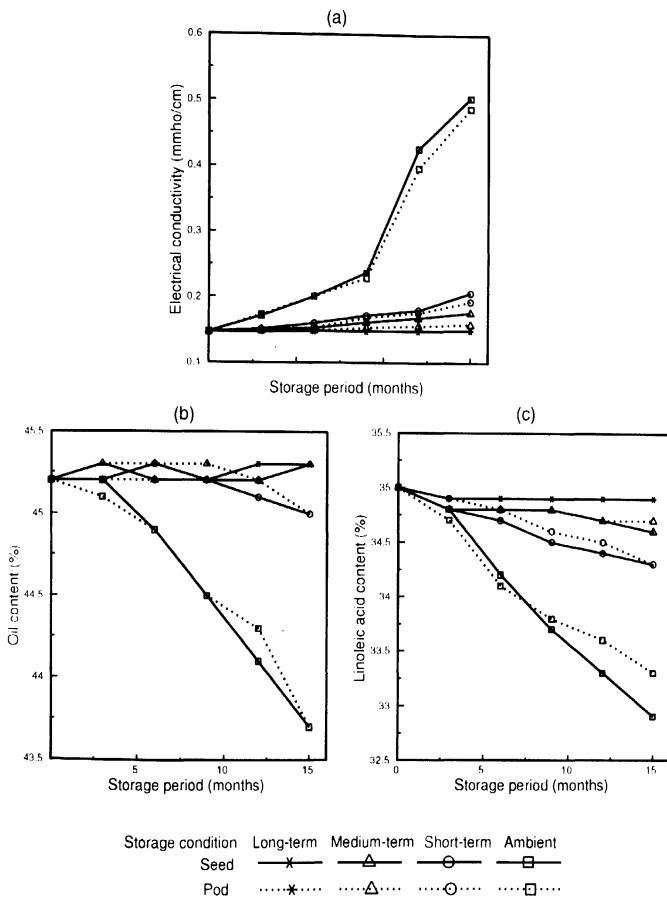 (a)
Electrical conductivity (mmho/cm)
0.6
0.5
0.4
0.3
0.2
0.1
Storage period (months)
(b)
Oil content (%)
45.5
45
44.5
44
43.5
0
5
10
15
Storage period (months)
(c)
Linoleic acid content (%)
35.5
35
34.5
34
33.5
33
32.5
0
5
10
15
Storage period (months)
Storage condition Long-term Medium-term Short-term Ambient
Seed
Pod